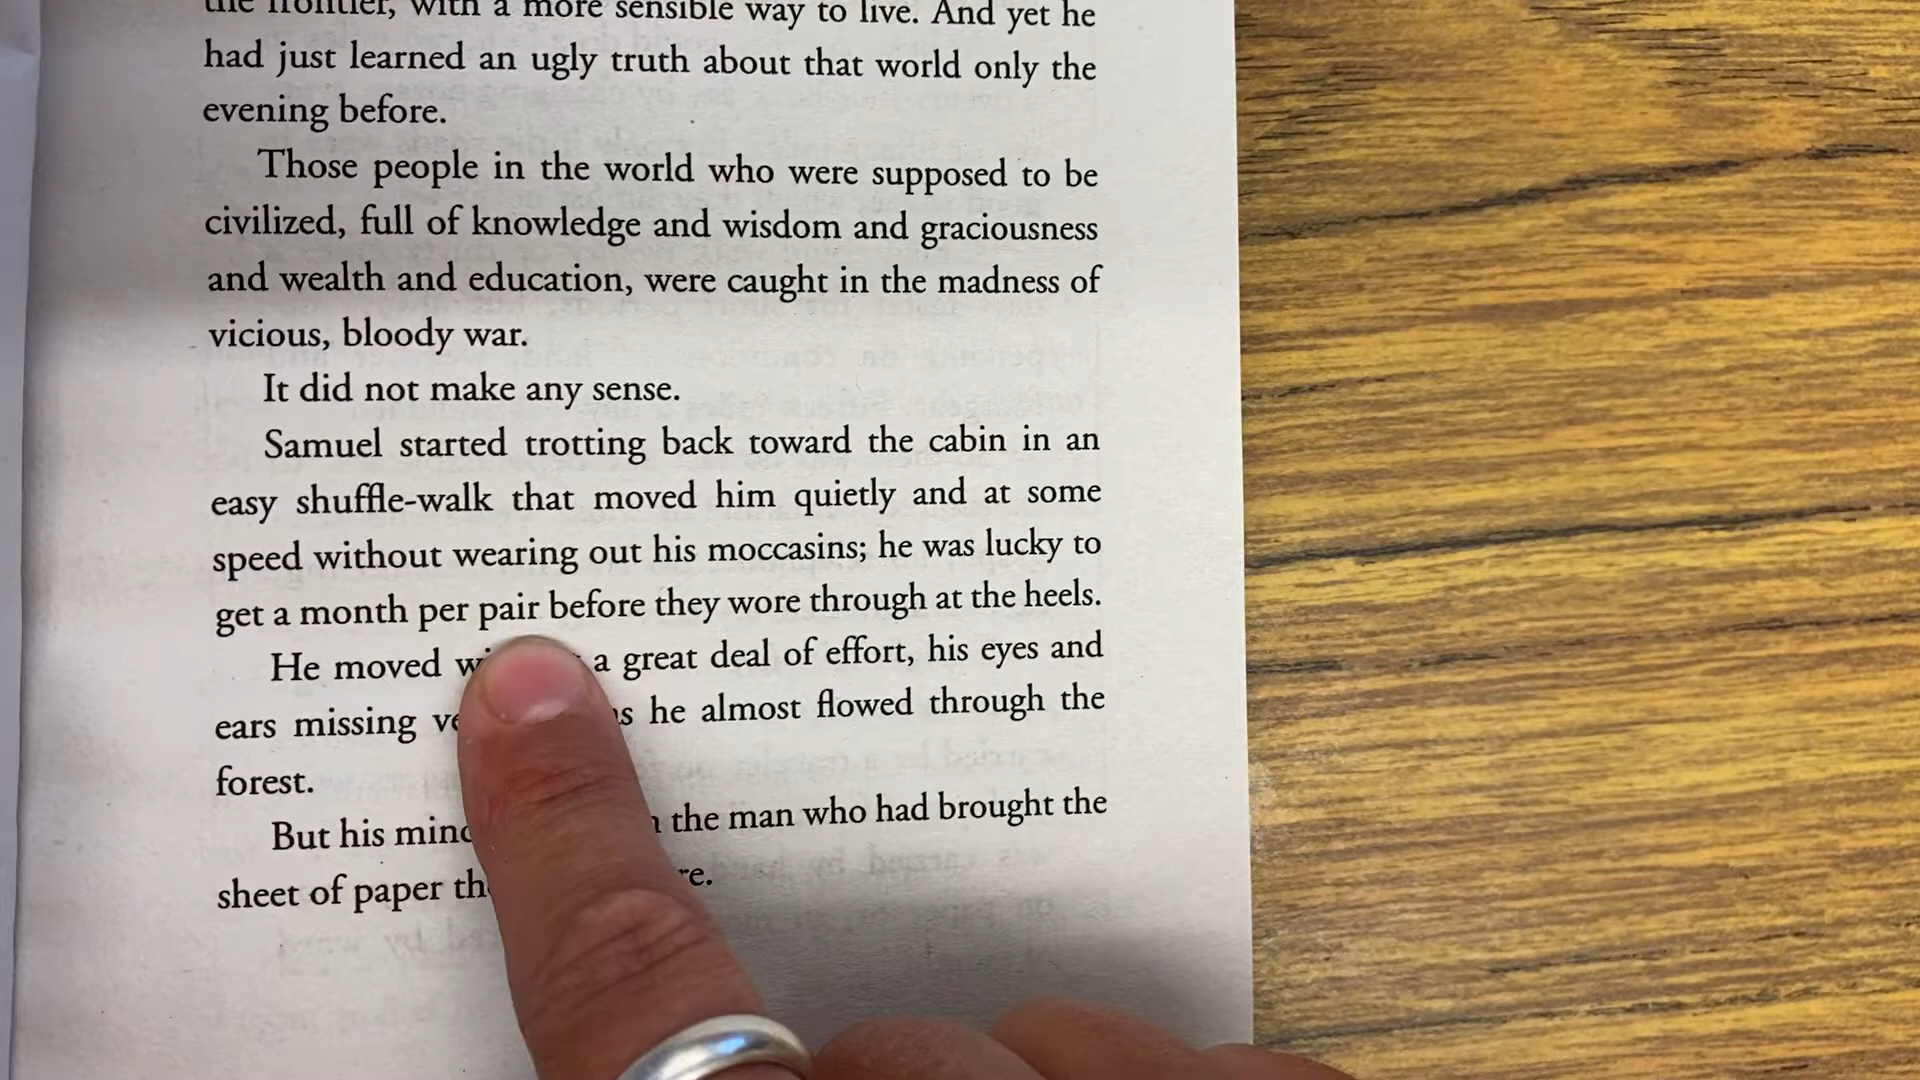 the frontier, with a more sensible way to live. And yet he
had just learned an ugly truth about that world only the
evening before.
Those people in the world who were supposed to be
civilized, full of knowledge and wisdom and graciousness
and wealth and education, were caught in the madness of
vicious, bloody war.
It did not make any sense.
Samuel started trotting back toward the cabin in an
easy shuffle-walk that moved him quietly and at some
speed without wearing out his moccasins; he was lucky to
get a month per pair before they wore through at the heels.
He moved a great deal of effort, his eyes and
ears missing he almost flowed through the
forest.
But his the man who had brought the
sheet of paper